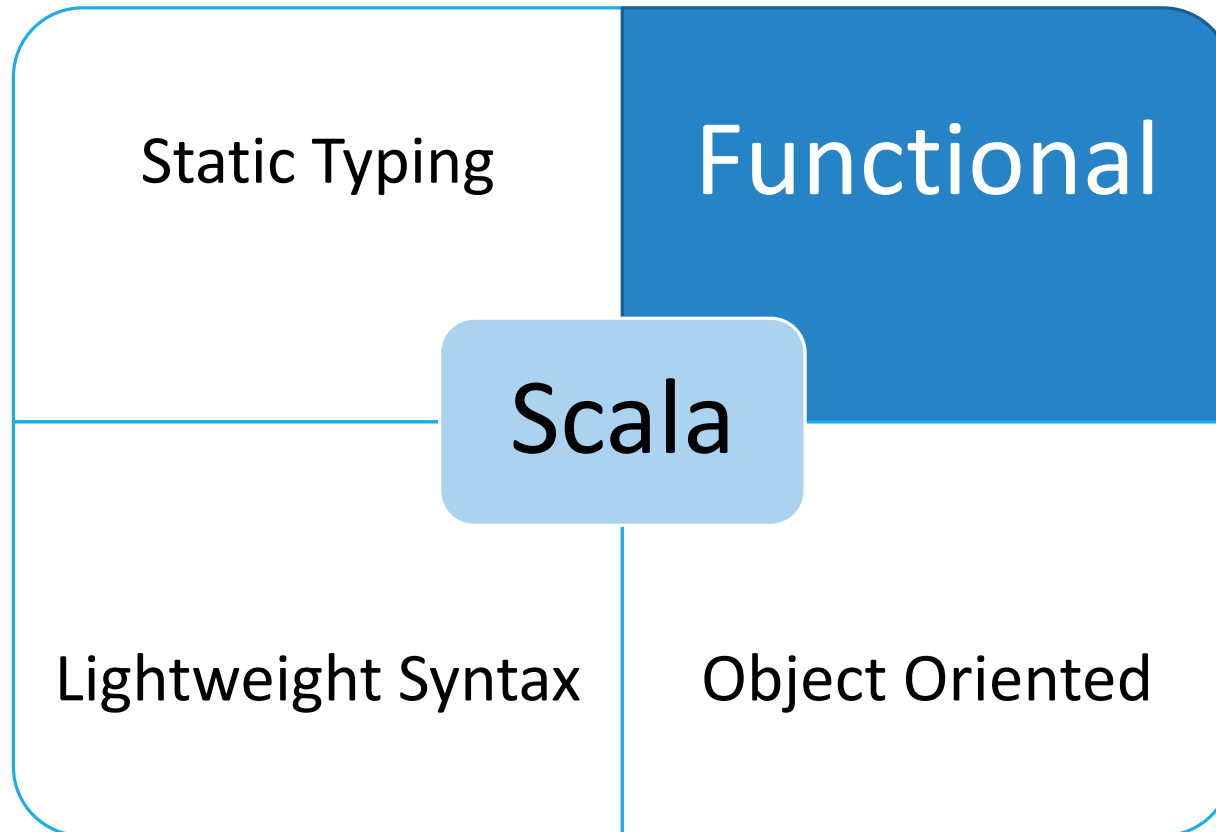 Static Typing
Functional
Scala
Lightweight Syntax
Object Oriented